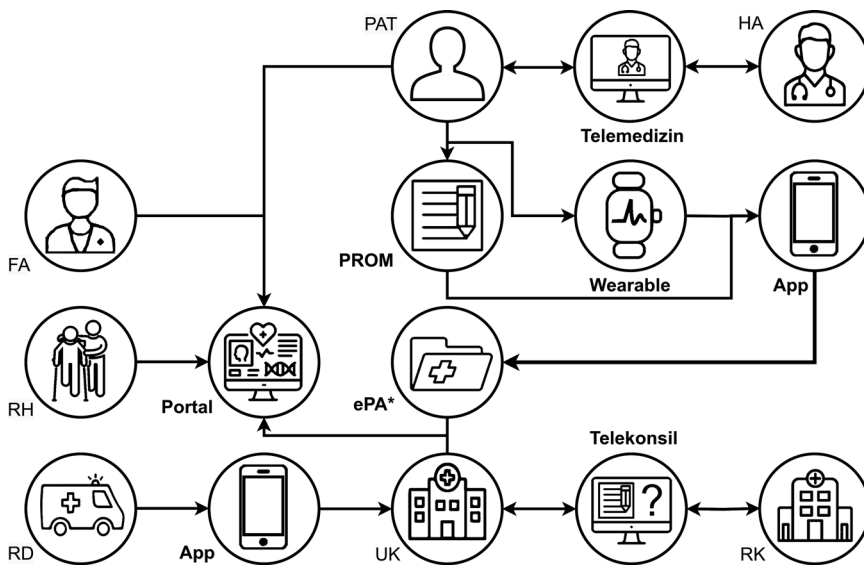 PAT
HA
Telemedizin
FA
PROM
Wearable
App
RH
Portal
ePA*
Telekonsil
?
RD
App
UK
RK